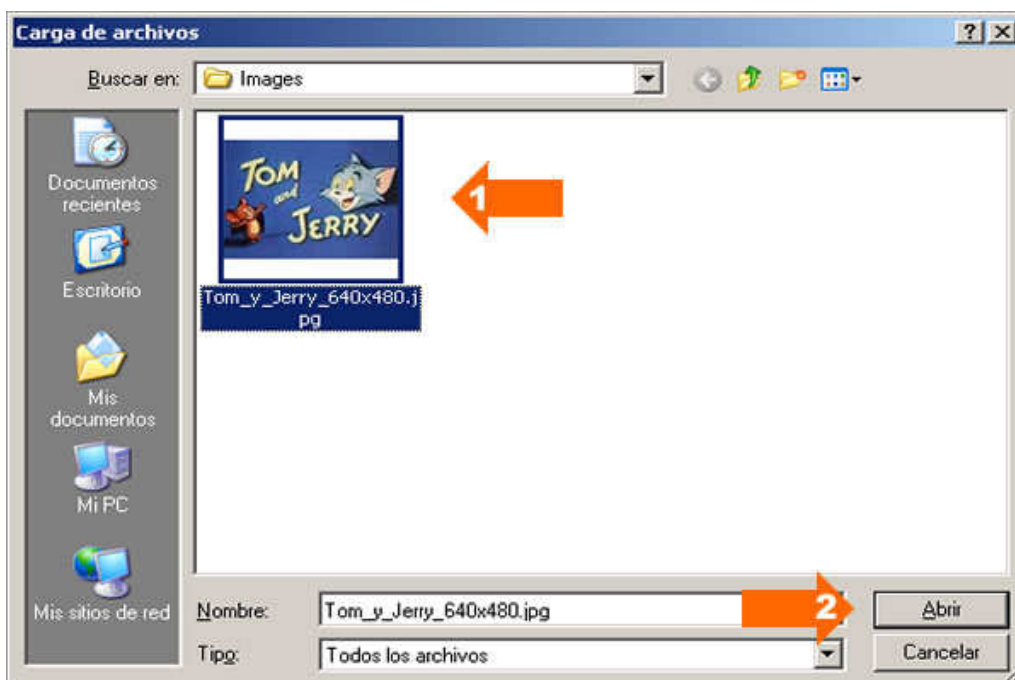 Carga de archivos
Buscar en:
Images
TOM
and
JERRY
1
Tom_y_Jerry_640x480.j
pg
Documentos
recientes
Escritorio
Mis
documentos
Mi PC
Mis sitios de red
Nombre:
Tom_y_Jerry_640x480.jpg
2
Abrir
Tipo:
Todos los archivos
Cancelar